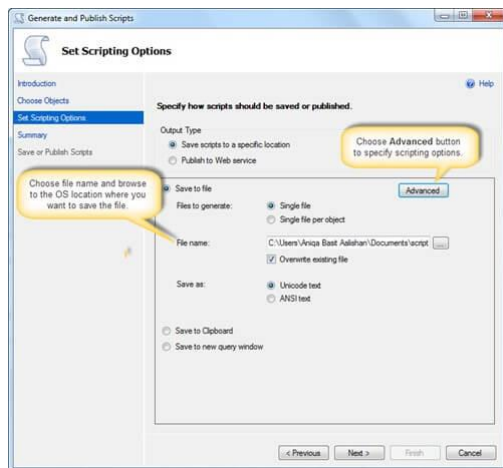 Generate and Publish Scripts
Set Scripting Options
Introduction
Choose Objects
Set Scripting Options
Summary
Save or Publish Scripts
Help
Specify how scripts should be saved or published.
Output Type
Save scripts to a specific location
Publish to Web service
Choose Advanced button
to specify scripting options.
Choose file name and browse
to the OS location where you
want to save the file.
Save to file
Advanced
Files to generate:
Single file
Single file per object
File name:
C:\Users\Aniqa Basit Aalishan\Documents\script
...
Overwrite existing file
Save as:
Unicode text
ANSI text
Save to Clipboard
Save to new query window
< Previous
Next >
Finish
Cancel